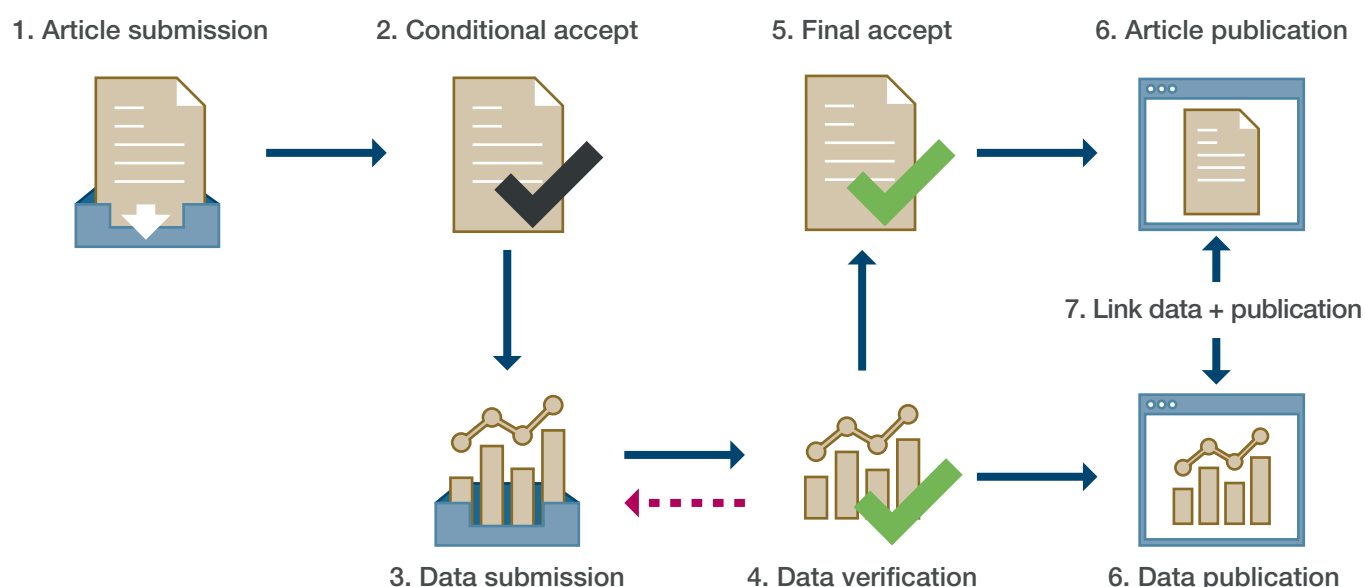 1. Article submission
2. Conditional accept
5. Final accept
6. Article publication
7. Link data + publication
3. Data submission
4. Data verification
6. Data publication